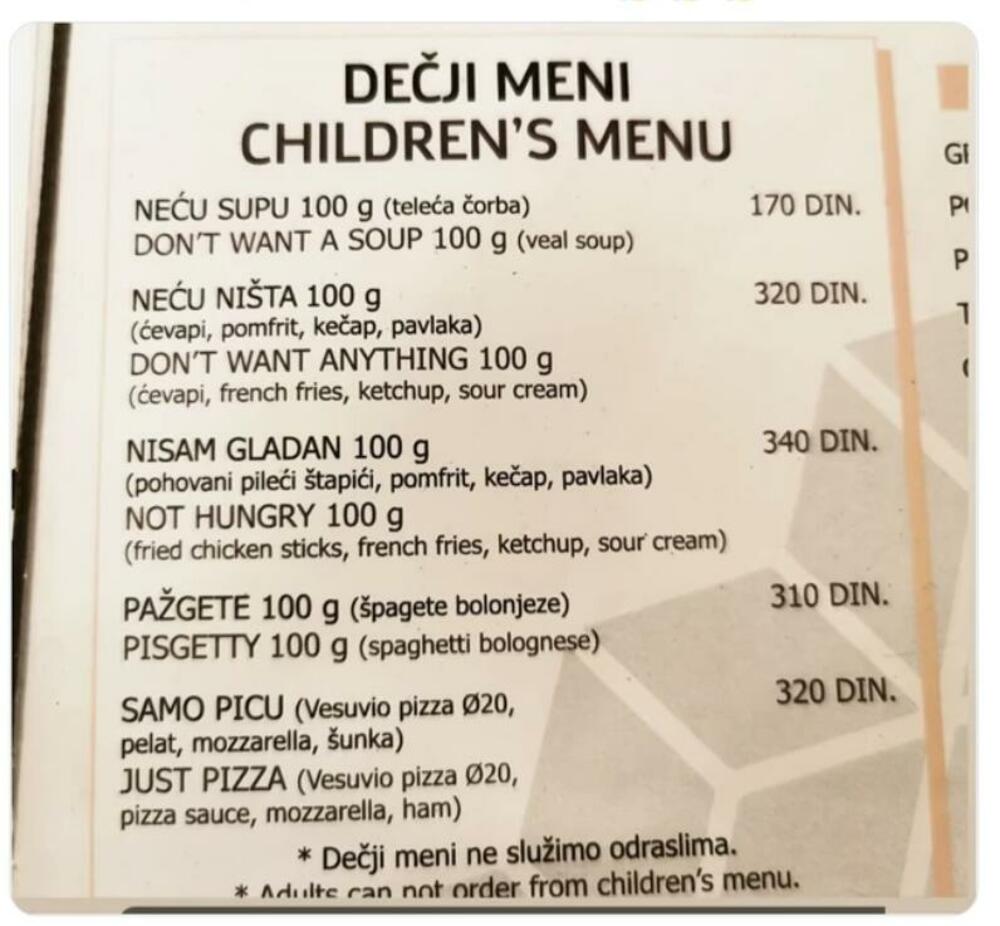 DEČJI MENI
CHILDREN'S MENU
NEĆU SUPU 100 g (teleća čorba) 170 DIN.
DON'T WANT A SOUP 100 g (veal soup)
NEĆU NIŠTA 100 g 320 DIN.
(ćevapi, pomfrit, kečap, pavlaka)
DON'T WANT ANYTHING 100 g
(ćevapi, french fries, ketchup, sour cream)
NISAM GLADAN 100 g 340 DIN.
(pohovani pileći štapići, pomfrit, kečap, pavlaka)
NOT HUNGRY 100 g
(fried chicken sticks, french fries, ketchup, sour cream)
PAŽGETE 100 g (špagete bolonjeze) 310 DIN.
PISGETTY 100 g (spaghetti bolognese)
SAMO PICU (Vesuvio pizza Ø20, 320 DIN.
pelat, mozzarella, šunka)
JUST PIZZA (Vesuvio pizza Ø20,
pizza sauce, mozzarella, ham)
* Dečji meni ne služimo odraslima.
* Adults can not order from children's menu.